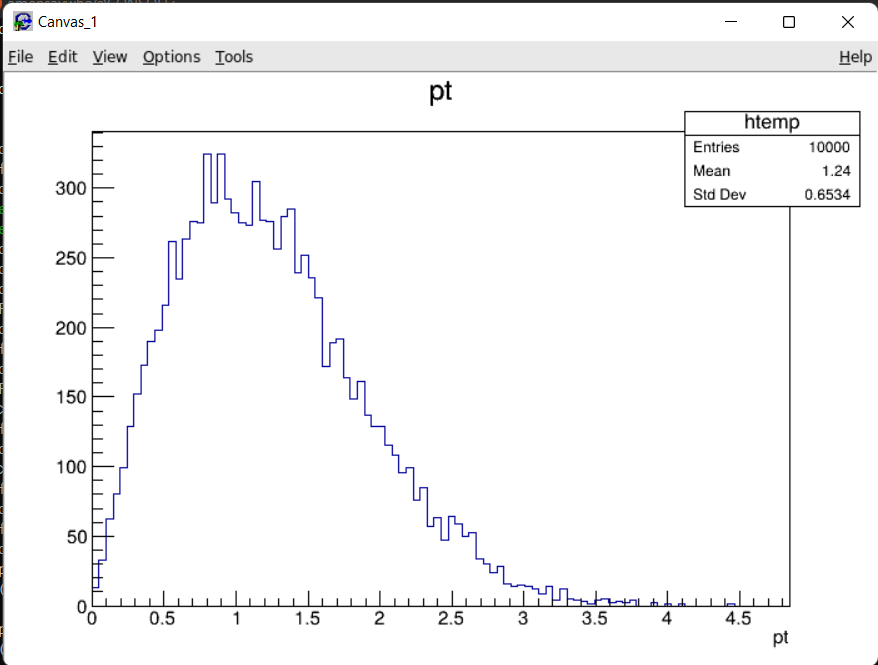 Canvas_1
File Edit View Options Tools Help
pt
htemp
Entries 10000
Mean 1.24
Std Dev 0.6534
300
250
200
150
100
50
0
0 0.5 1 1.5 2 2.5 3 3.5 4 4.5
pt